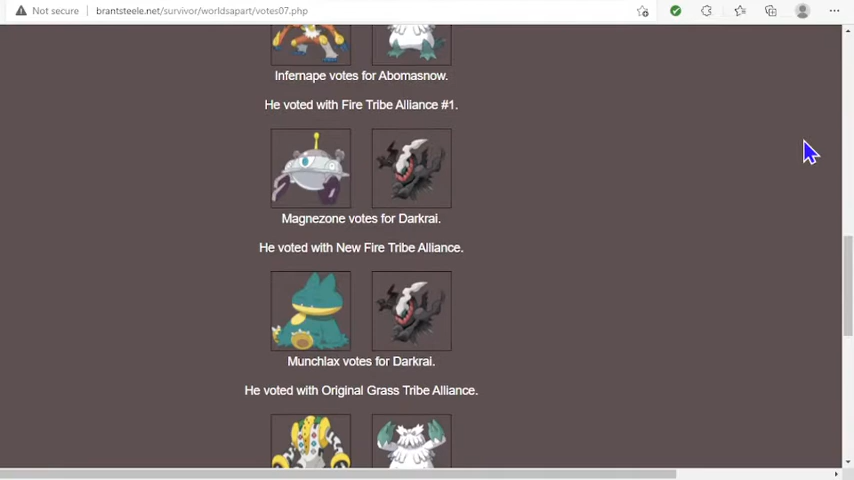 Not secure brantsteele.net/survivor/worldsapart/votes07.php
Infernape votes for Abomasnow.
He voted with Fire Tribe Alliance #1.
Magnezone votes for Darkrai.
He voted with New Fire Tribe Alliance.
Munchlax votes for Darkrai.
He voted with Original Grass Tribe Alliance.